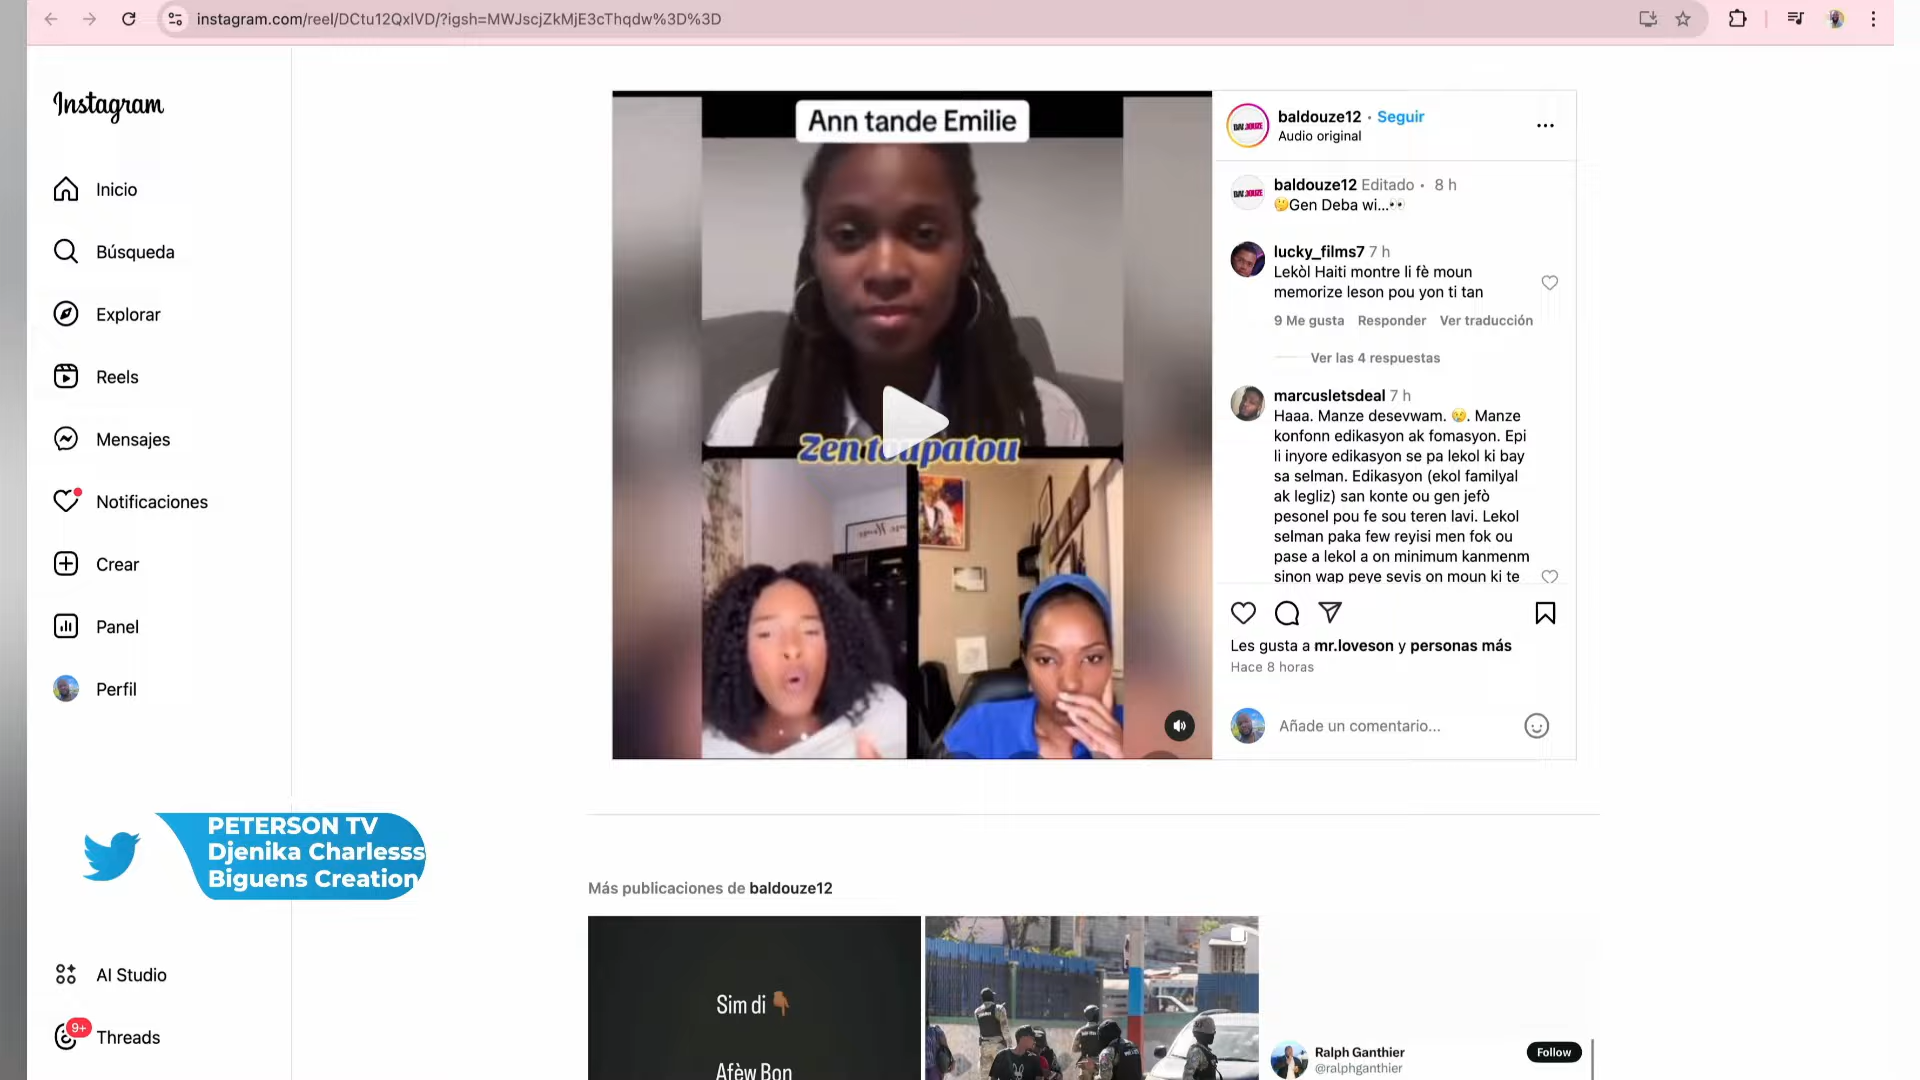 instagram.com/reel/DCtu12QxlVD/?igsh=MWJscjZkMjE3cThqdw%3D%3D
Instagram
Inicio
Búsqueda
Explorar
Reels
Mensajes
Notificaciones
Crear
Panel
Perfil
PETERSON TV
Djenika Charlesss
Biguens Creation
AI Studio
9+
Threads
Ann tande Emilie
Zen toupatou
baldouze12 • Seguir
Audio original
baldouze12 Editado • 8 h
🤔Gen Deba wi...👀
lucky_films7 7 h
Lekòl Haiti montre li fè moun
memorize leson pou yon ti tan
9 Me gusta Responder Ver traducción
Ver las 4 respuestas
marcusletsdeal 7 h
Haaa. Manze desevwam. 😢. Manze
konfonn edikasyon ak fomasyon. Epi
li inyore edikasyon se pa lekol ki bay
sa selman. Edikasyon (ekol familyal
ak legliz) san konte ou gen jefò
pesonel pou fe sou teren lavi. Lekol
selman paka few reyisi men fok ou
pase a lekol a on minimum kanmenm
sinon wap peye sevis on moun ki te
Les gusta a mr.loveson y personas más
Hace 8 horas
Añade un comentario...
Más publicaciones de baldouze12
Sim di 👇🏾
Afèw Bon
Ralph Ganthier
@ralphganthier
Follow